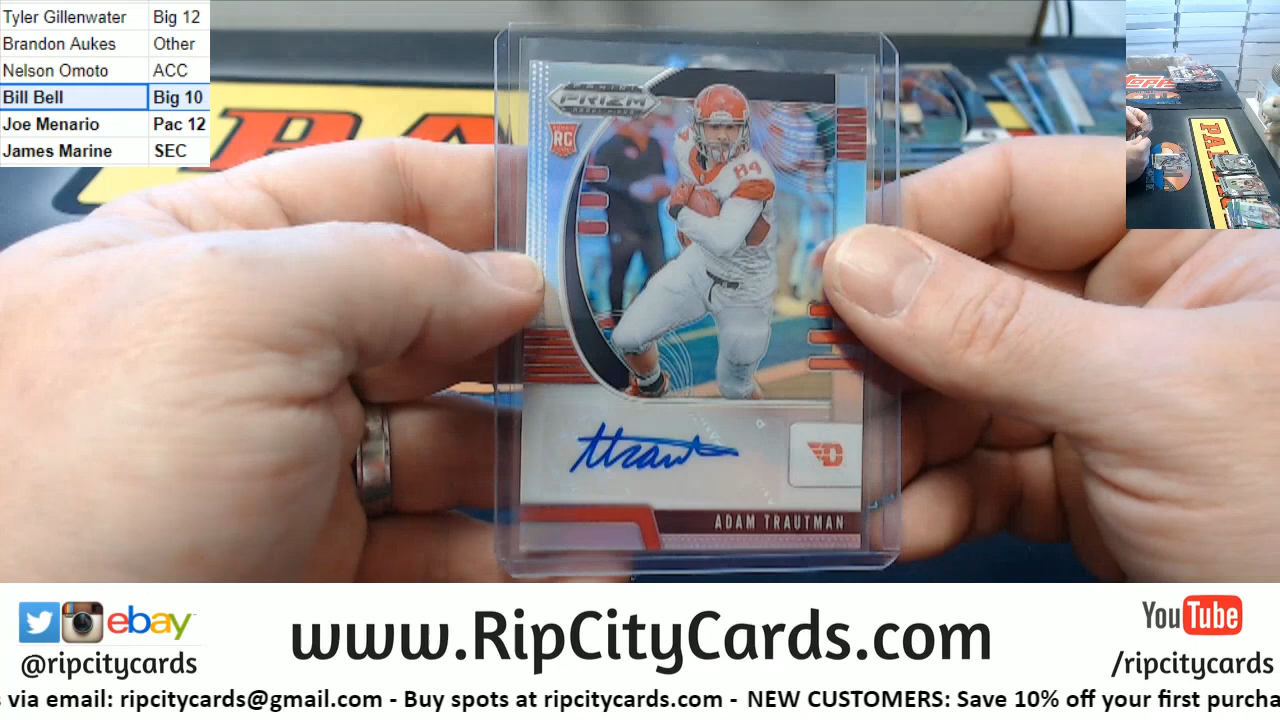 Tyler Gillenwater Big 12
Brandon Aukes Other
Nelson Omoto ACC
Bill Bell Big 10
Joe Menario Pac 12
James Marine SEC
PANINI
PRIZM
RC
84
D
ADAM TRAUTMAN
ebay
@ripcitycards
www.RipCityCards.com
YouTube
/ripcitycards
s via email: ripcitycards@gmail.com - Buy spots at ripcitycards.com - NEW CUSTOMERS: Save 10% off your first purcha